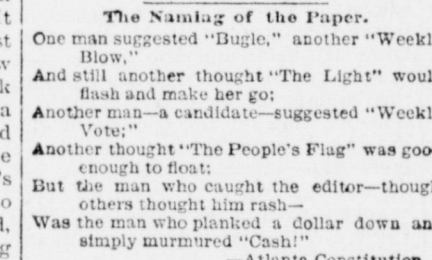 The Naming of the Paper.
One man suggested "Bugle," another "Weekl
Blow,"
And still another thought "The Light" woul
flash and make her go;
Another man—a candidate—suggested "Weekl
Vote;"
Another thought "The People's Flag" was goo
enough to float:
But the man who caught the editor—thoug
others thought him rash—
Was the man who planked a dollar down an
simply murmured "Cash!"
—Atlanta Constitution.